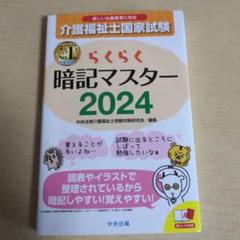 新しい出題基準に対応
介護福祉士国家試験
No.1
らくらく
暗記マスター
2024
中央法規介護福祉士受験対策研究会 編集
覚えることが
多いよね…
試験に出るところに
しぼって
勉強したいなぁ
図表やイラストで
整理されているから
暗記しやすい!覚えやすい!
中央法規